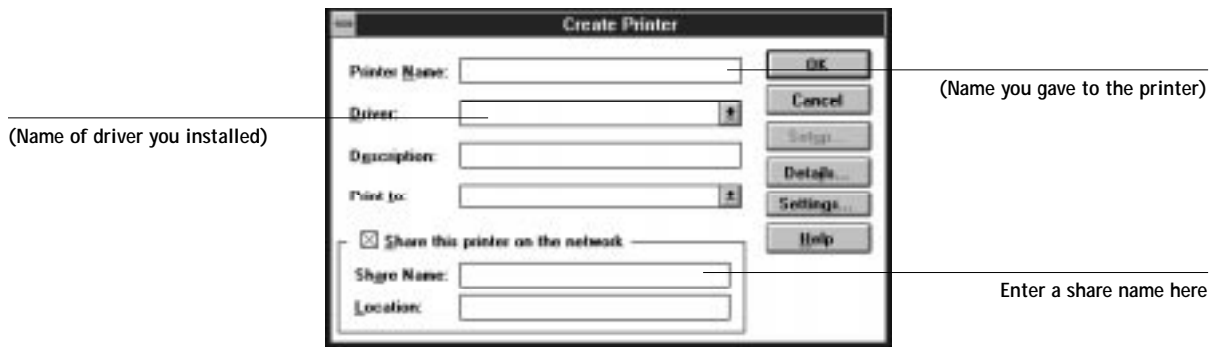 Create Printer
Printer Name:
OK
(Name you gave to the printer)
Cancel
Driver:
(Name of driver you installed)
Setup...
Description:
Details...
Print to:
Settings...
Share this printer on the network
Help
Share Name:
Enter a share name here
Location: